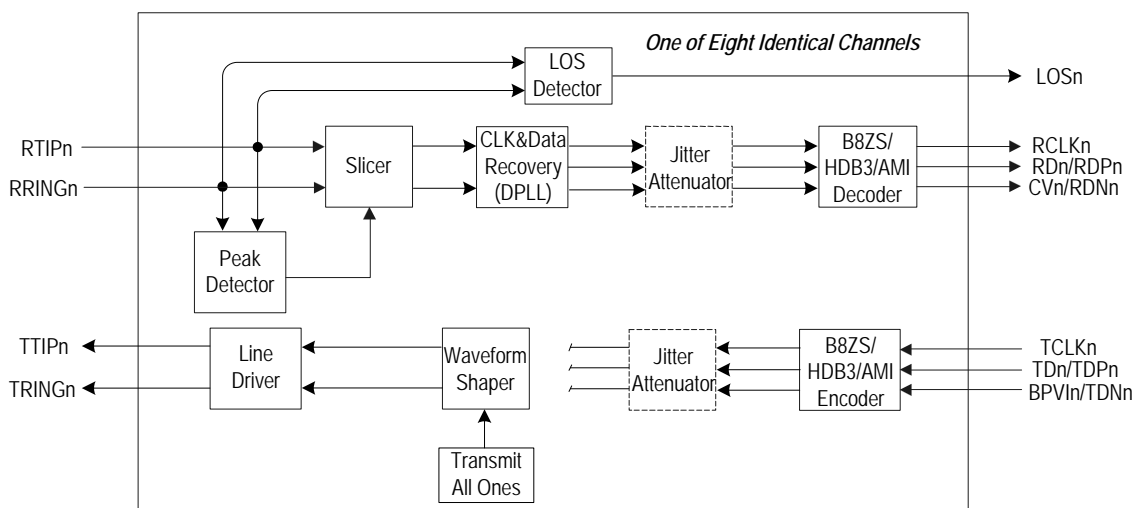 One of Eight Identical Channels
LOS
Detector
LOSn
RTIPn
RRINGn
Slicer
CLK&Data
Recovery
(DPLL)
Jitter
Attenuator
B8ZS/
HDB3/AMI
Decoder
RCLKn
RDn/RDPn
CVn/RDNn
Peak
Detector
TTIPn
TRINGn
Line
Driver
Waveform
Shaper
Jitter
Attenuator
B8ZS/
HDB3/AMI
Encoder
TCLKn
TDn/TDPn
BPVIn/TDNn
Transmit
All Ones